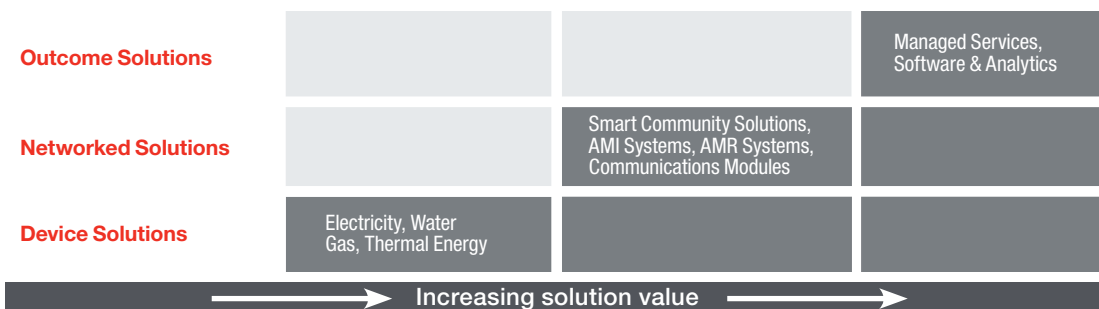 Outcome Solutions
Managed Services,
Software & Analytics
Networked Solutions
Smart Community Solutions,
AMI Systems, AMR Systems,
Communications Modules
Device Solutions
Electricity, Water
Gas, Thermal Energy
Increasing solution value